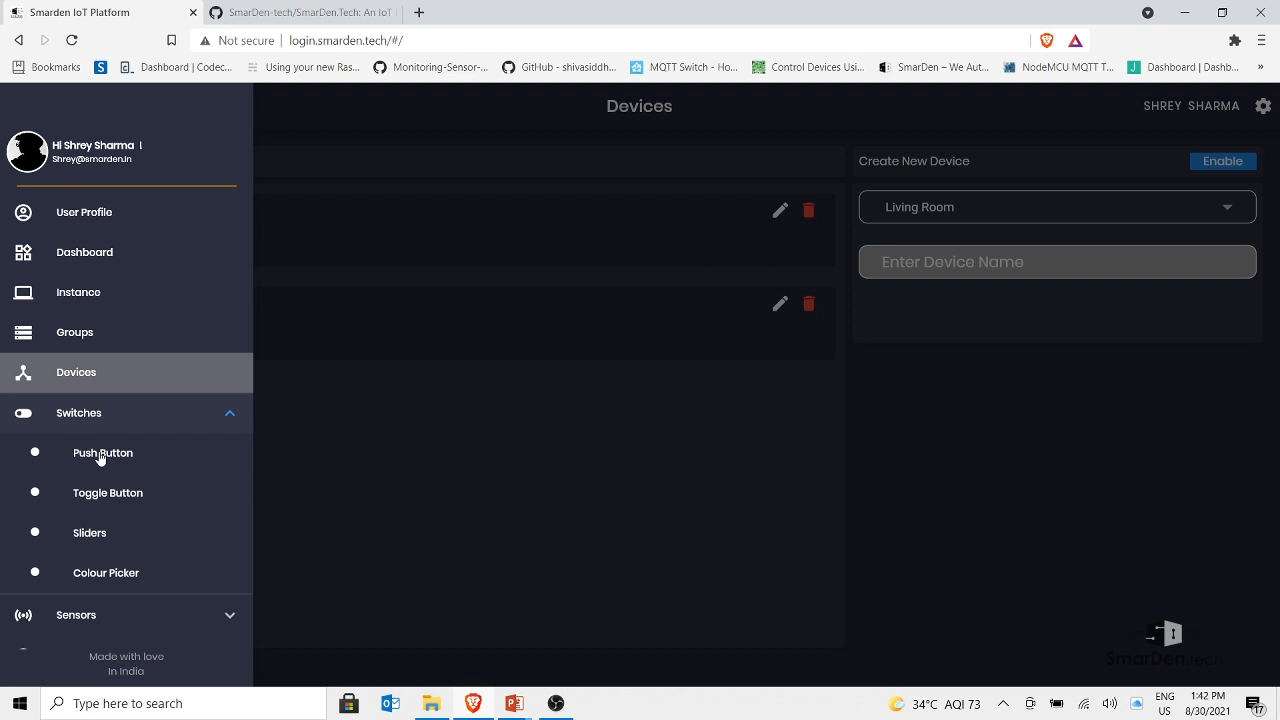 Smarden IoT Platform
SmarDen-tech/SmarDen.Tech: An IoT
Not secure | login.smarden.tech/#/
Bookmarks
S
Dashboard | Codec...
Using your new Ras...
Monitoring-Sensor-...
GitHub - shivasiddh...
MQTT Switch - Ho...
Control Devices Usi...
SmarDen – We Aut...
NodeMCU MQTT T...
Dashboard | Dashb...
»
Devices
SHREY SHARMA
Hi Shrey Sharma |
Shrey@smarden.in
User Profile
Dashboard
Instance
Groups
Devices
Switches
Push Button
Toggle Button
Sliders
Colour Picker
Sensors
Made with love
In India
Create New Device
Enable
Living Room
Enter Device Name
SmarDen.tech
Type here to search
34°C AQI 73
ENG
US
1:42 PM
8/30/2021
17